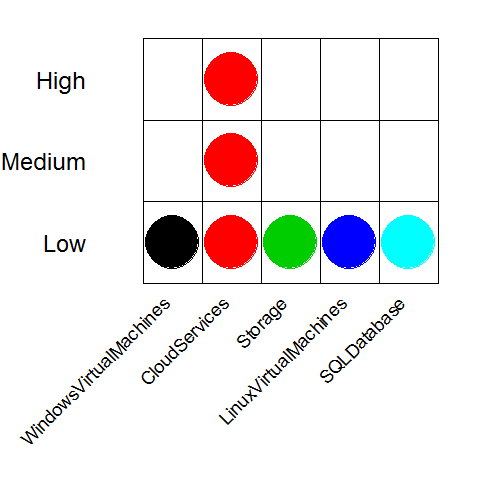 High
Medium
Low
WindowsVirtualMachines
CloudServices
Storage
LinuxVirtualMachines
SQLDatabase